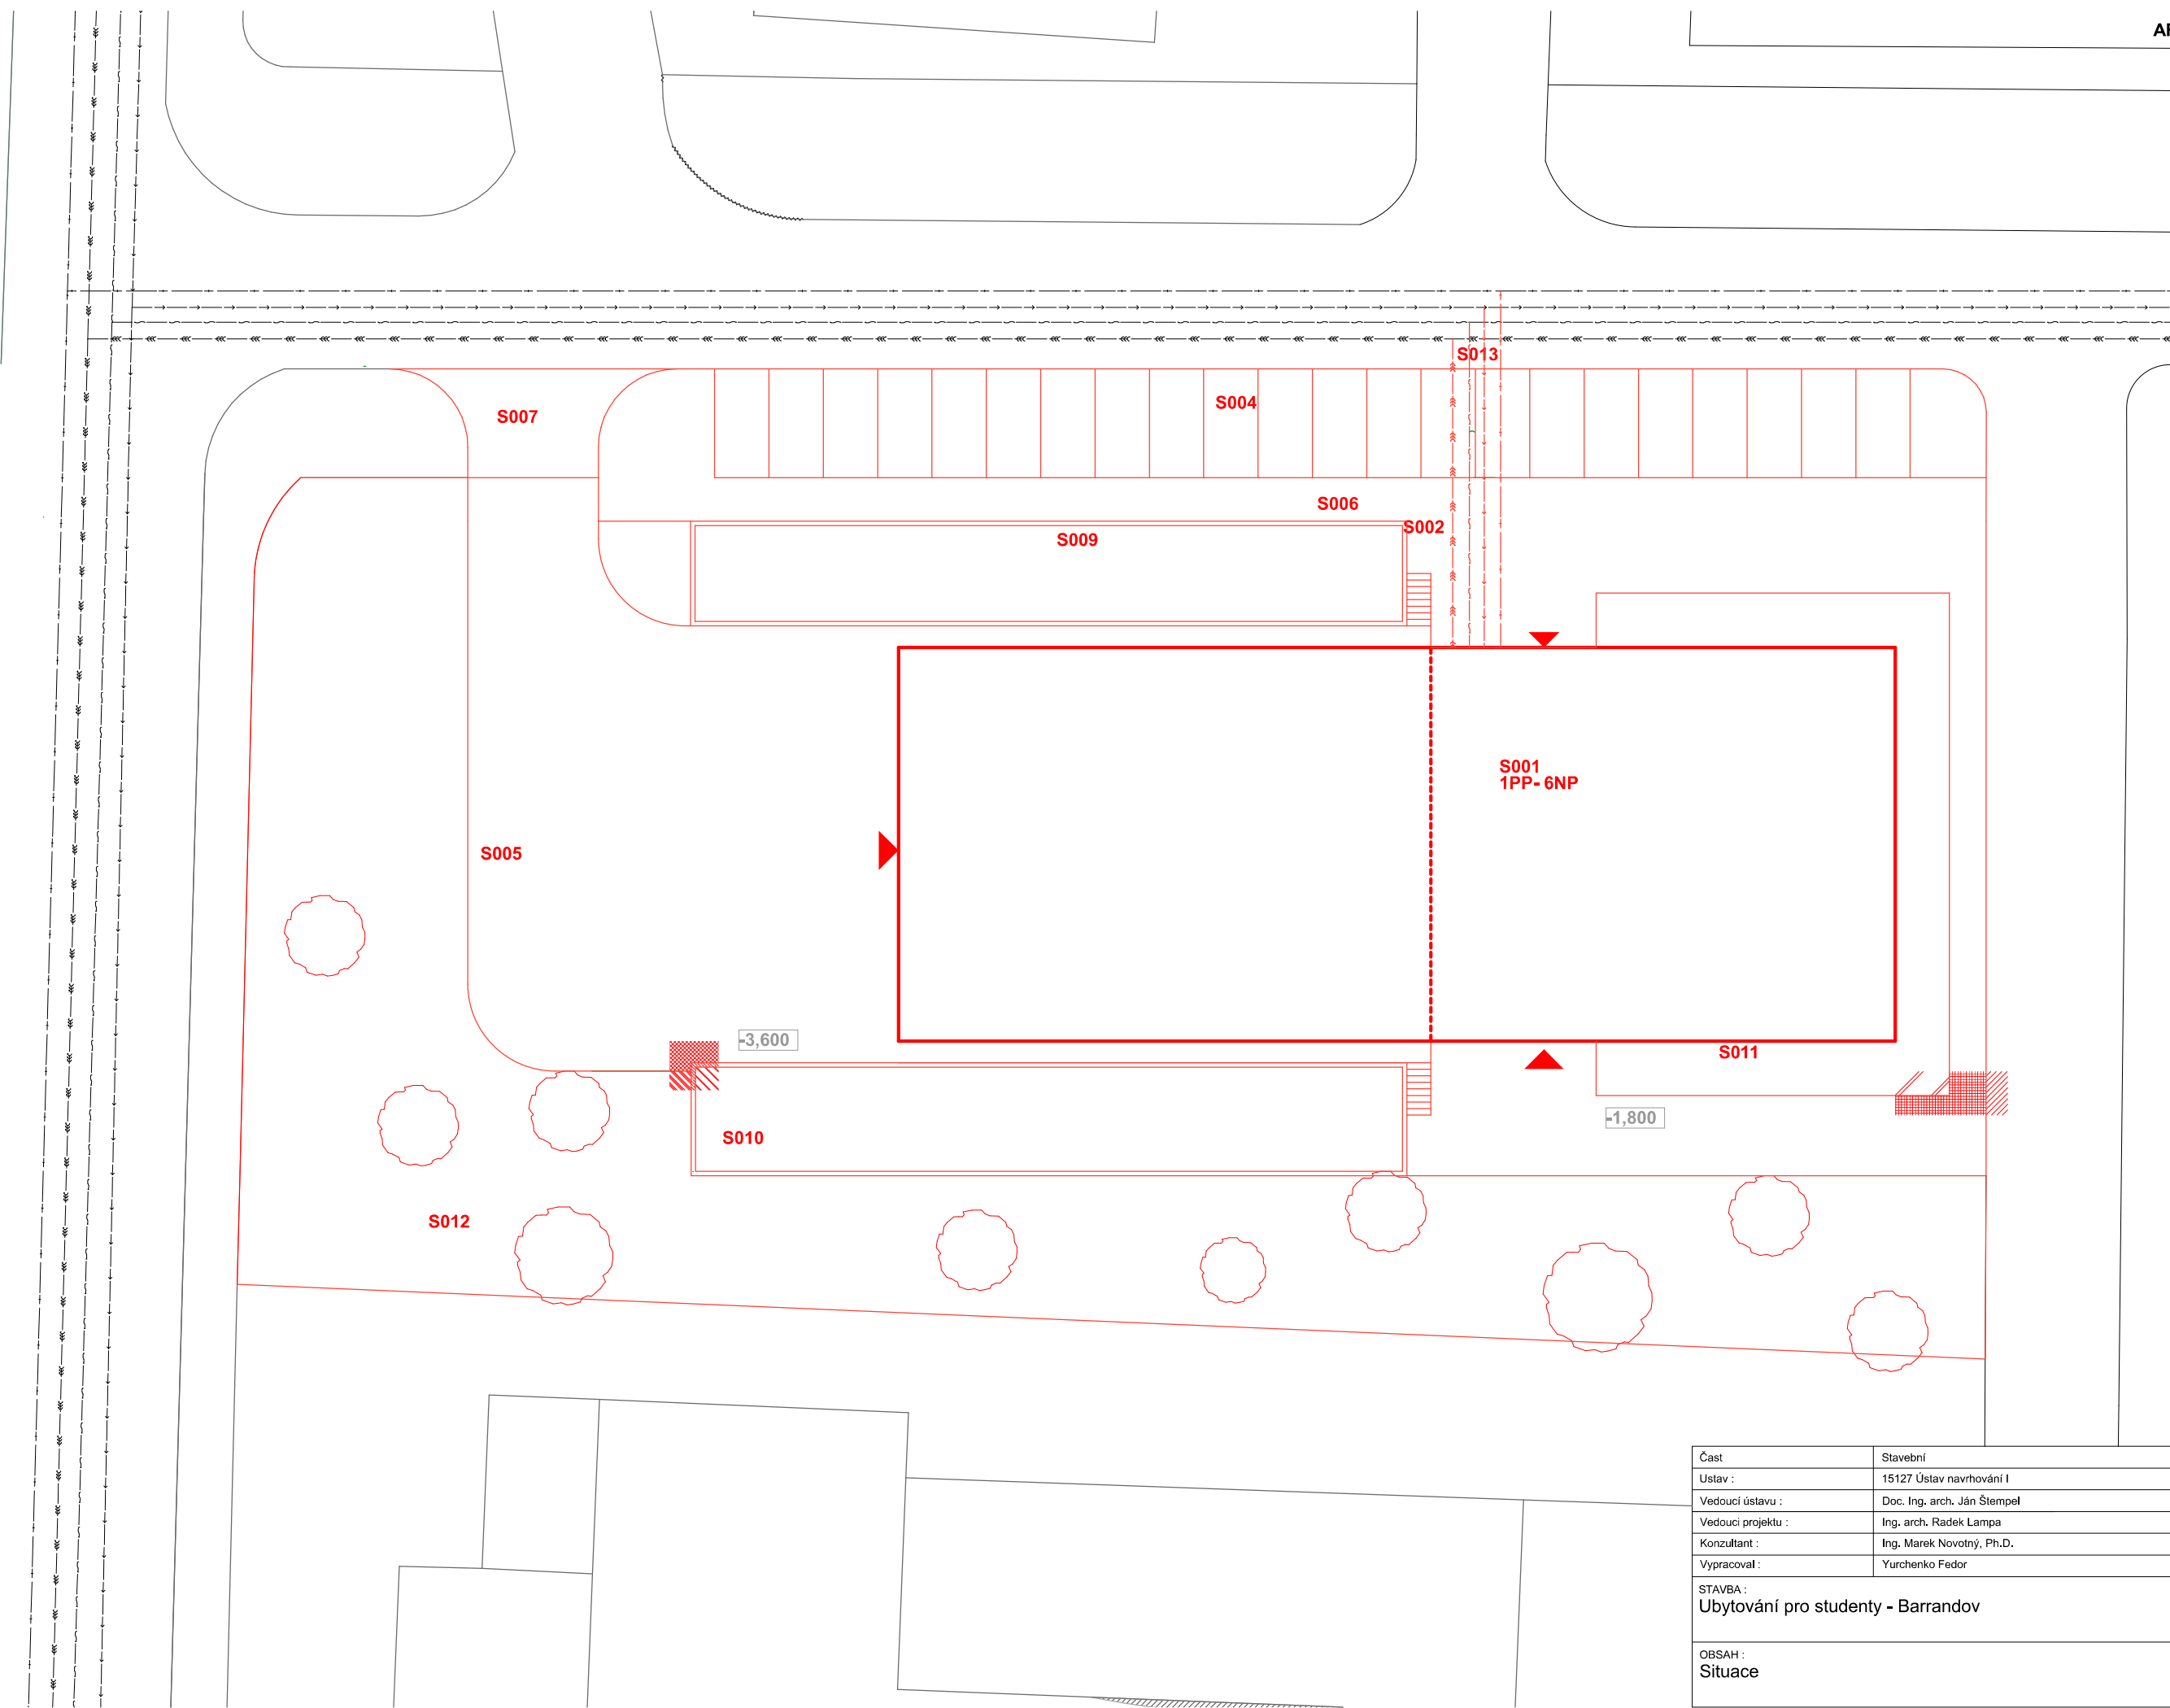 S013
S004
S007
S006
S002
S009
S001
1PP- 6NP
S005
-3,600
S011
-1,800
S010
S012
Čast Stavební
Ustav : 15127 Ústav navrhování I
Vedoucí ústavu : Doc. Ing. arch. Ján Štempel
Vedouci projektu : Ing. arch. Radek Lampa
Konzultant : Ing. Marek Novotný, Ph.D.
Vypracoval : Yurchenko Fedor
STAVBA :
Ubytování pro studenty - Barrandov
OBSAH :
Situace